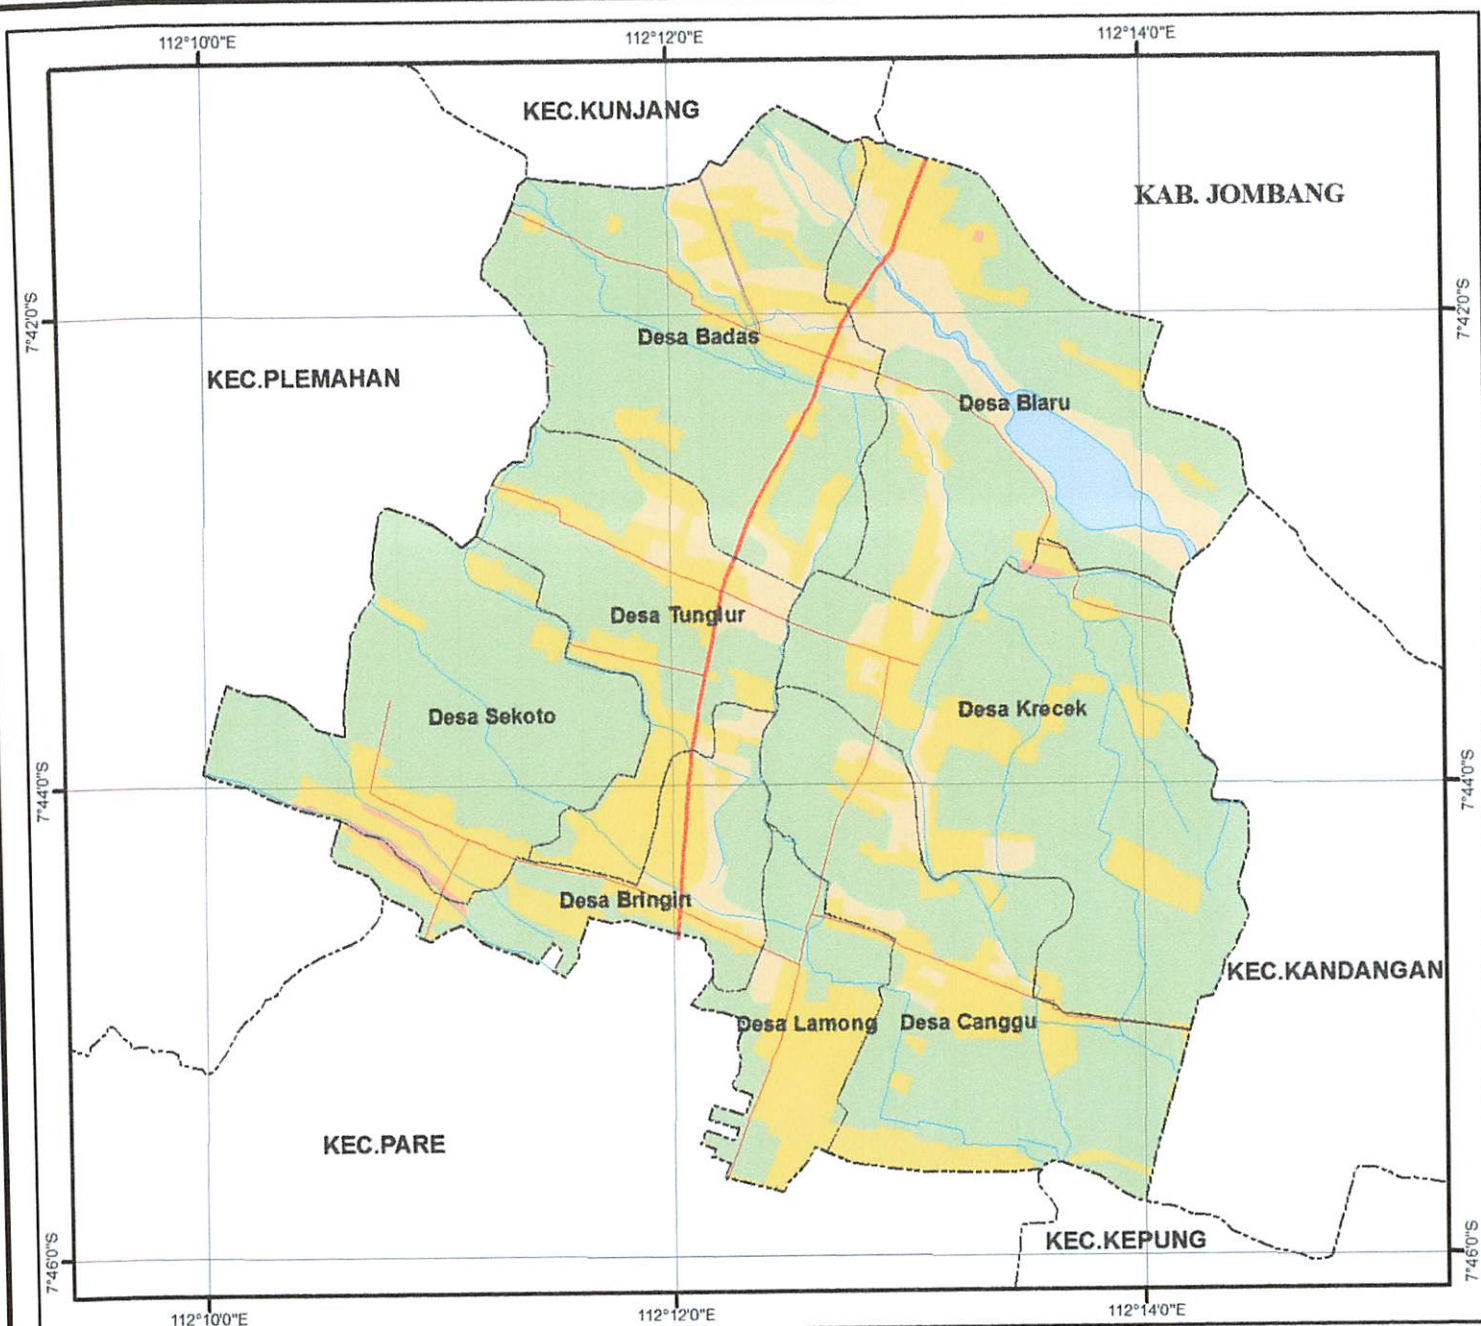 112°10'0"E
112°12'0"E
112°14'0"E
KEC.KUNJANG
KAB. JOMBANG
7°42'0"S
7°42'0"S
Desa Badas
KEC.PLEMAHAN
Desa Blaru
Desa Tunglur
Desa Sekoto
Desa Krecek
7°44'0"S
7°44'0"S
Desa Bringin
KEC.KANDANGAN
Desa Lamong
Desa Canggu
KEC.PARE
KEC.KEPUNG
7°46'0"S
7°46'0"S
112°10'0"E
112°12'0"E
112°14'0"E